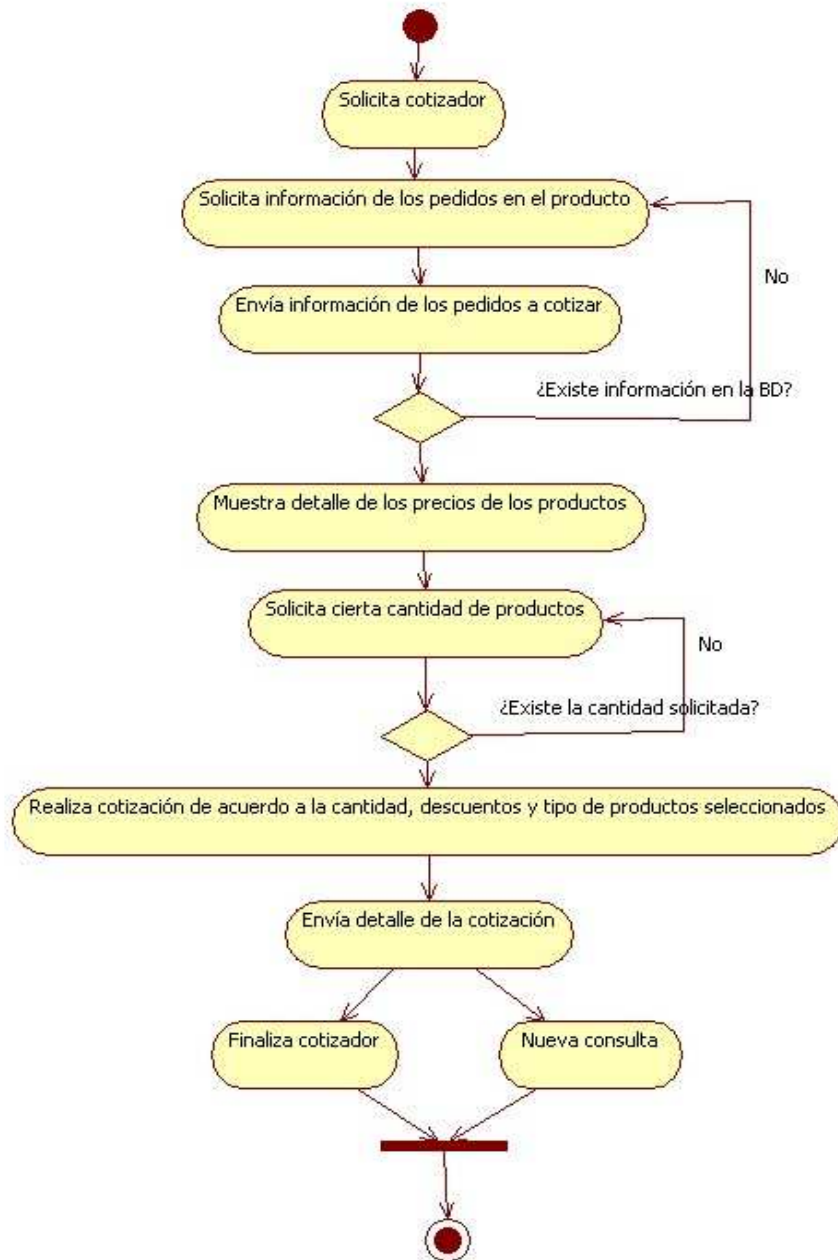 Solicita cotizador
Solicita información de los pedidos en el producto
No
Envía información de los pedidos a cotizar
¿Existe información en la BD?
Muestra detalle de los precios de los productos
Solicita cierta cantidad de productos
No
¿Existe la cantidad solicitada?
Realiza cotización de acuerdo a la cantidad, descuentos y tipo de productos seleccionados
Envía detalle de la cotización
Finaliza cotizador
Nueva consulta